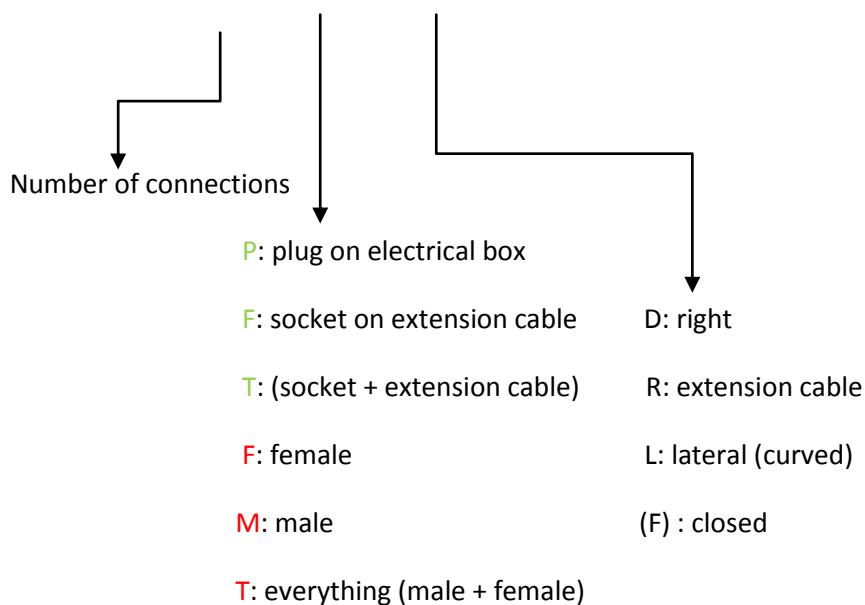 Number of connections
P: plug on electrical box
F: socket on extension cable
D: right
T: (socket + extension cable)
R: extension cable
F: female
L: lateral (curved)
M: male
(F) : closed
T: everything (male + female)